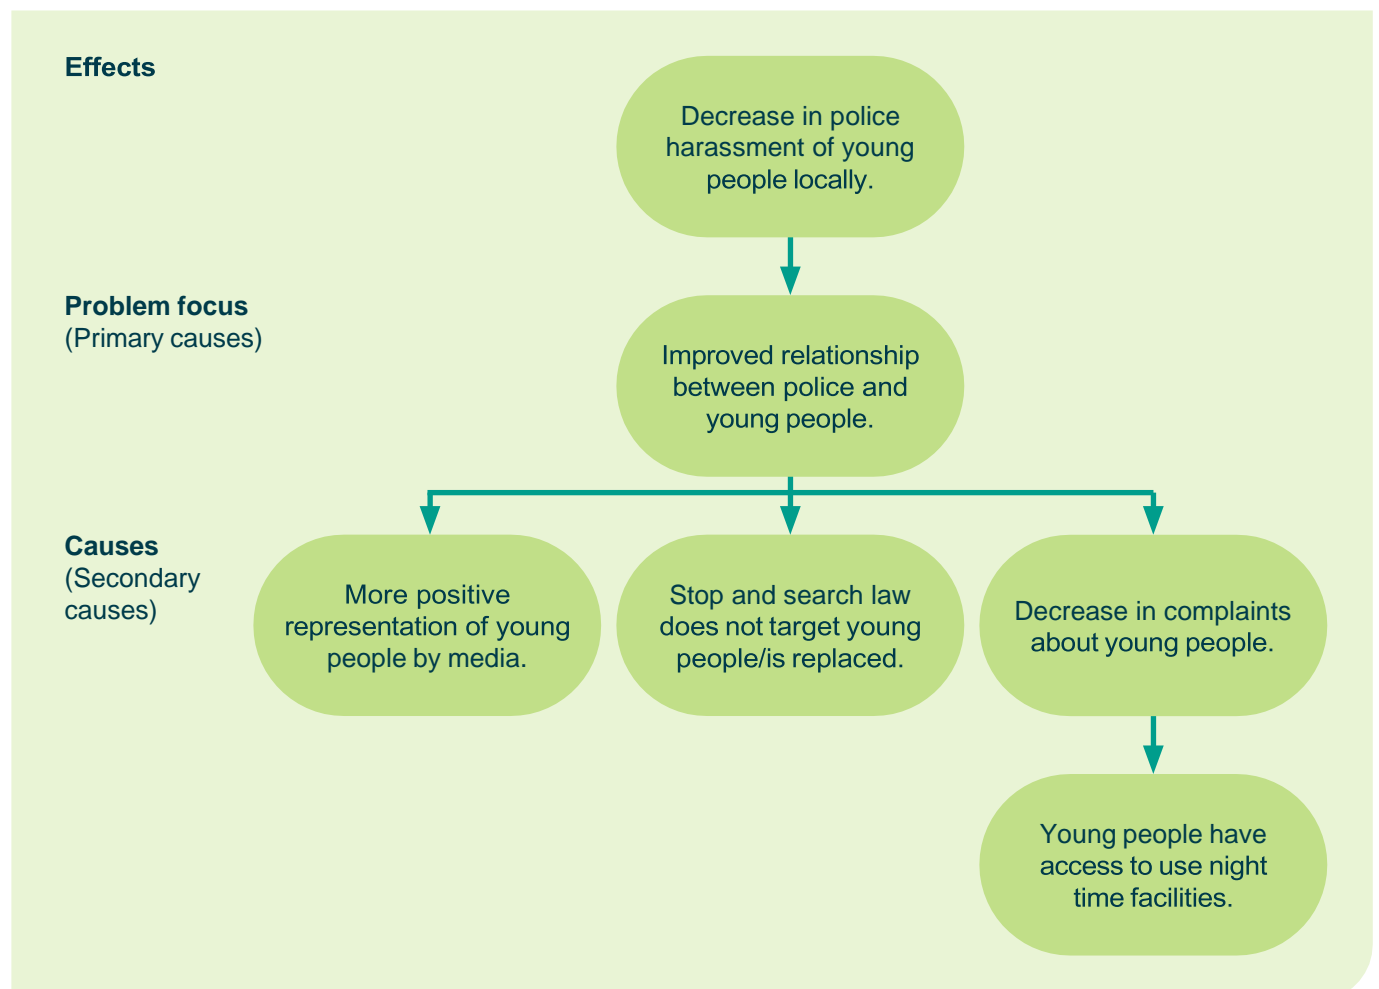 Effects
Decrease in police
harassment of young
people locally.
Problem focus
(Primary causes)
Improved relationship
between police and
young people.
Causes
(Secondary
causes)
More positive
representation of young
people by media.
Stop and search law
does not target young
people/is replaced.
Decrease in complaints
about young people.
Young people have
access to use night
time facilities.